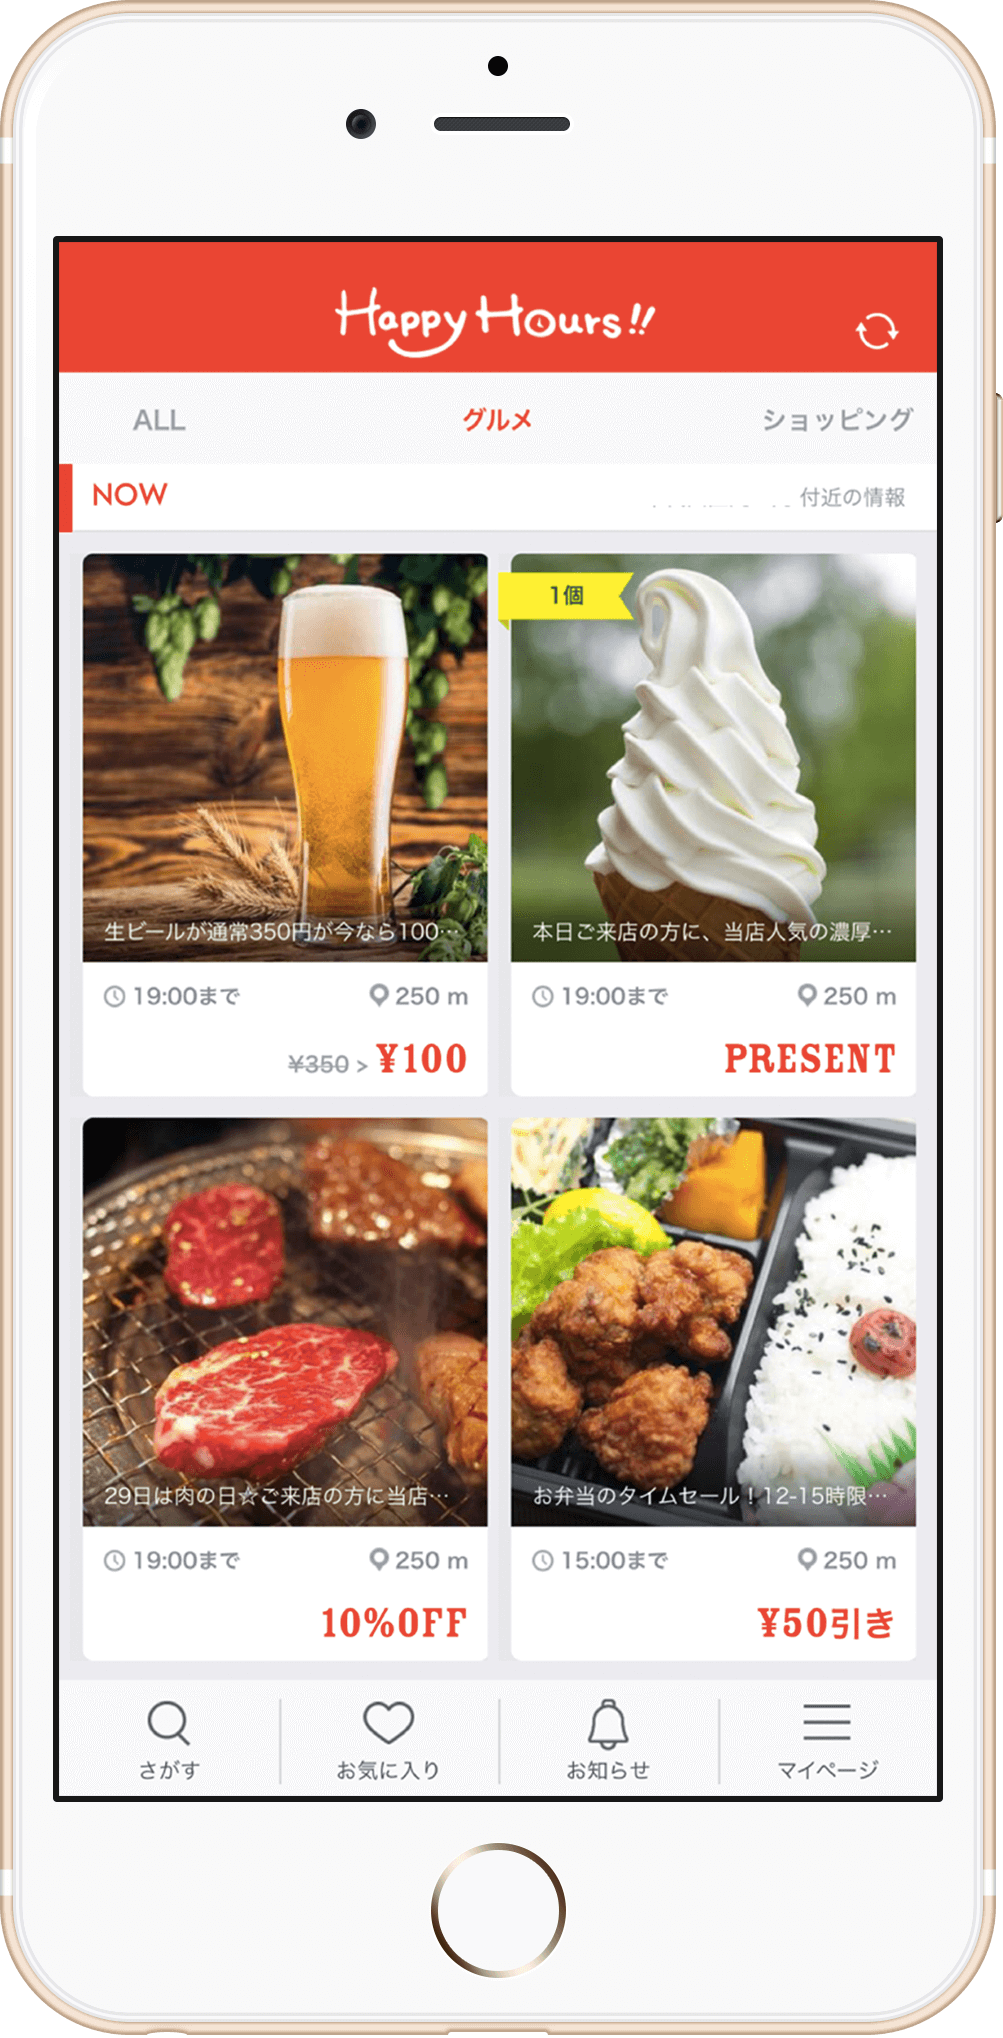 Happy Hours!!
ALL
グルメ
ショッピング
NOW
付近の情報
1個
生ビールが通常350円が今なら100…
本日ご来店の方に、当店人気の濃厚…
19:00まで
250 m
19:00まで
250 m
¥350 > ¥100
PRESENT
29日は肉の日☆ご来店の方に当店…
お弁当のタイムセール！12-15時限…
19:00まで
250 m
15:00まで
250 m
10%OFF
¥50引き
さがす
お気に入り
お知らせ
マイページ